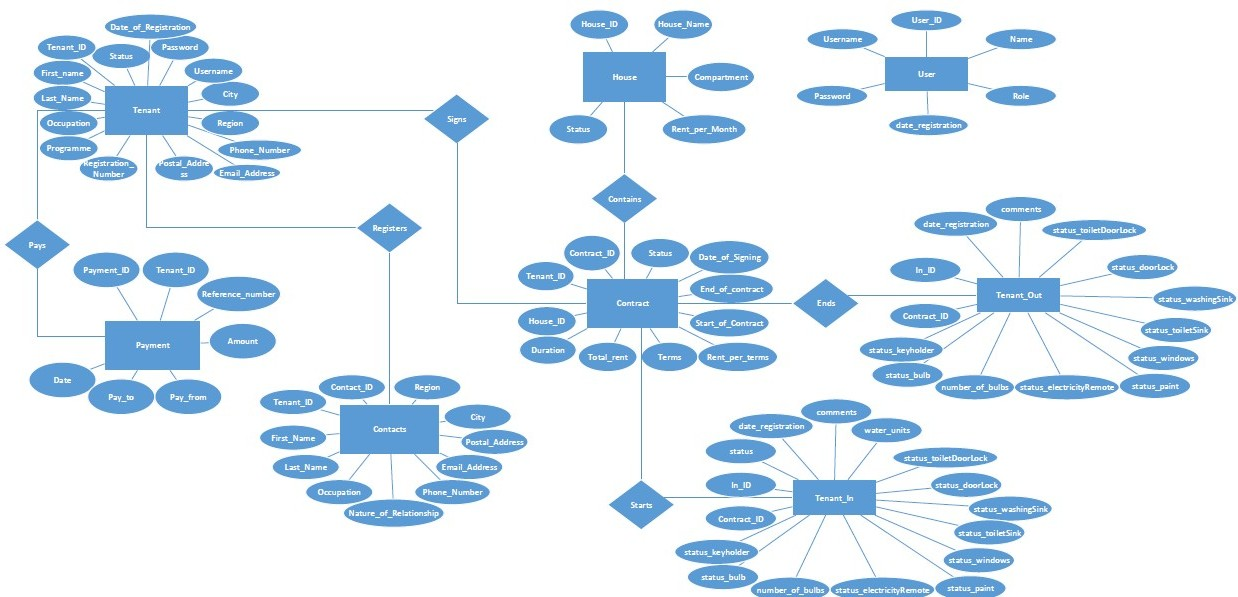 Date_of_Registration
Tenant_ID
Status
Password
First_name
Username
Last_Name
Tenant
City
Occupation
Region
Programme
Phone_Number
Registration_
Number
Postal_Addre
ss
Email_Address
Signs
Pays
Registers
House_ID
House_Name
House
Compartment
Status
Rent_per_Month
Contains
User_ID
Username
Name
User
Password
Role
date_registration
Payment_ID
Tenant_ID
Reference_number
Payment
Amount
Date
Pay_to
Pay_from
Contract_ID
Status
Date_of_Signing
Tenant_ID
End_of_contract
Contract
House_ID
Start_of_Contract
Duration
Total_rent
Terms
Rent_per_terms
Ends
comments
date_registration
status_toiletDoorLock
In_ID
status_doorLock
Tenant_Out
status_washingSink
Contract_ID
status_toiletSink
status_keyholder
status_windows
status_bulb
number_of_bulbs
status_electricityRemote
status_paint
Contact_ID
Region
Tenant_ID
City
Contacts
First_Name
Postal_Address
Last_Name
Email_Address
Occupation
Phone_Number
Nature_of_Relationship
Starts
comments
date_registration
water_units
status
status_toiletDoorLock
In_ID
status_doorLock
Tenant_In
status_washingSink
Contract_ID
status_toiletSink
status_keyholder
status_windows
status_bulb
number_of_bulbs
status_electricityRemote
status_paint